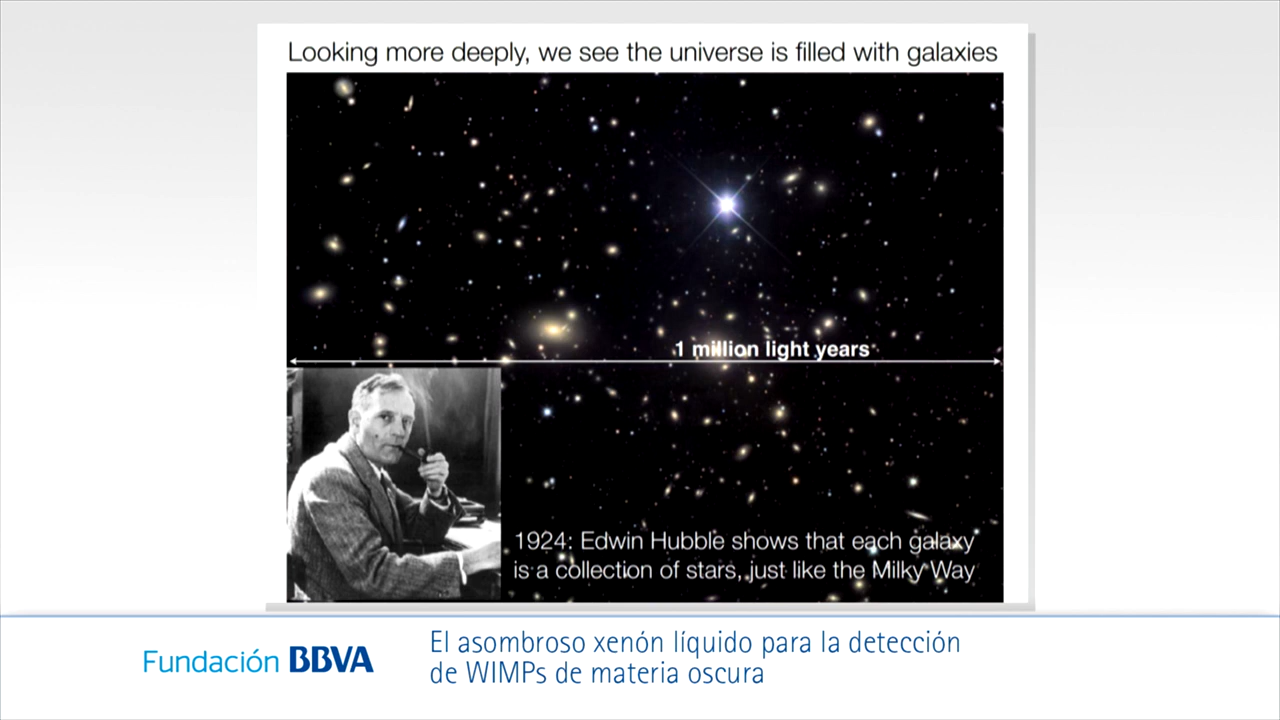 Looking more deeply, we see the universe is filled with galaxies
1 million light years
1924: Edwin Hubble shows that each galaxy
is a collection of stars, just like the Milky Way
Fundación BBVA
El asombroso xenón líquido para la detección
de WIMPs de materia oscura